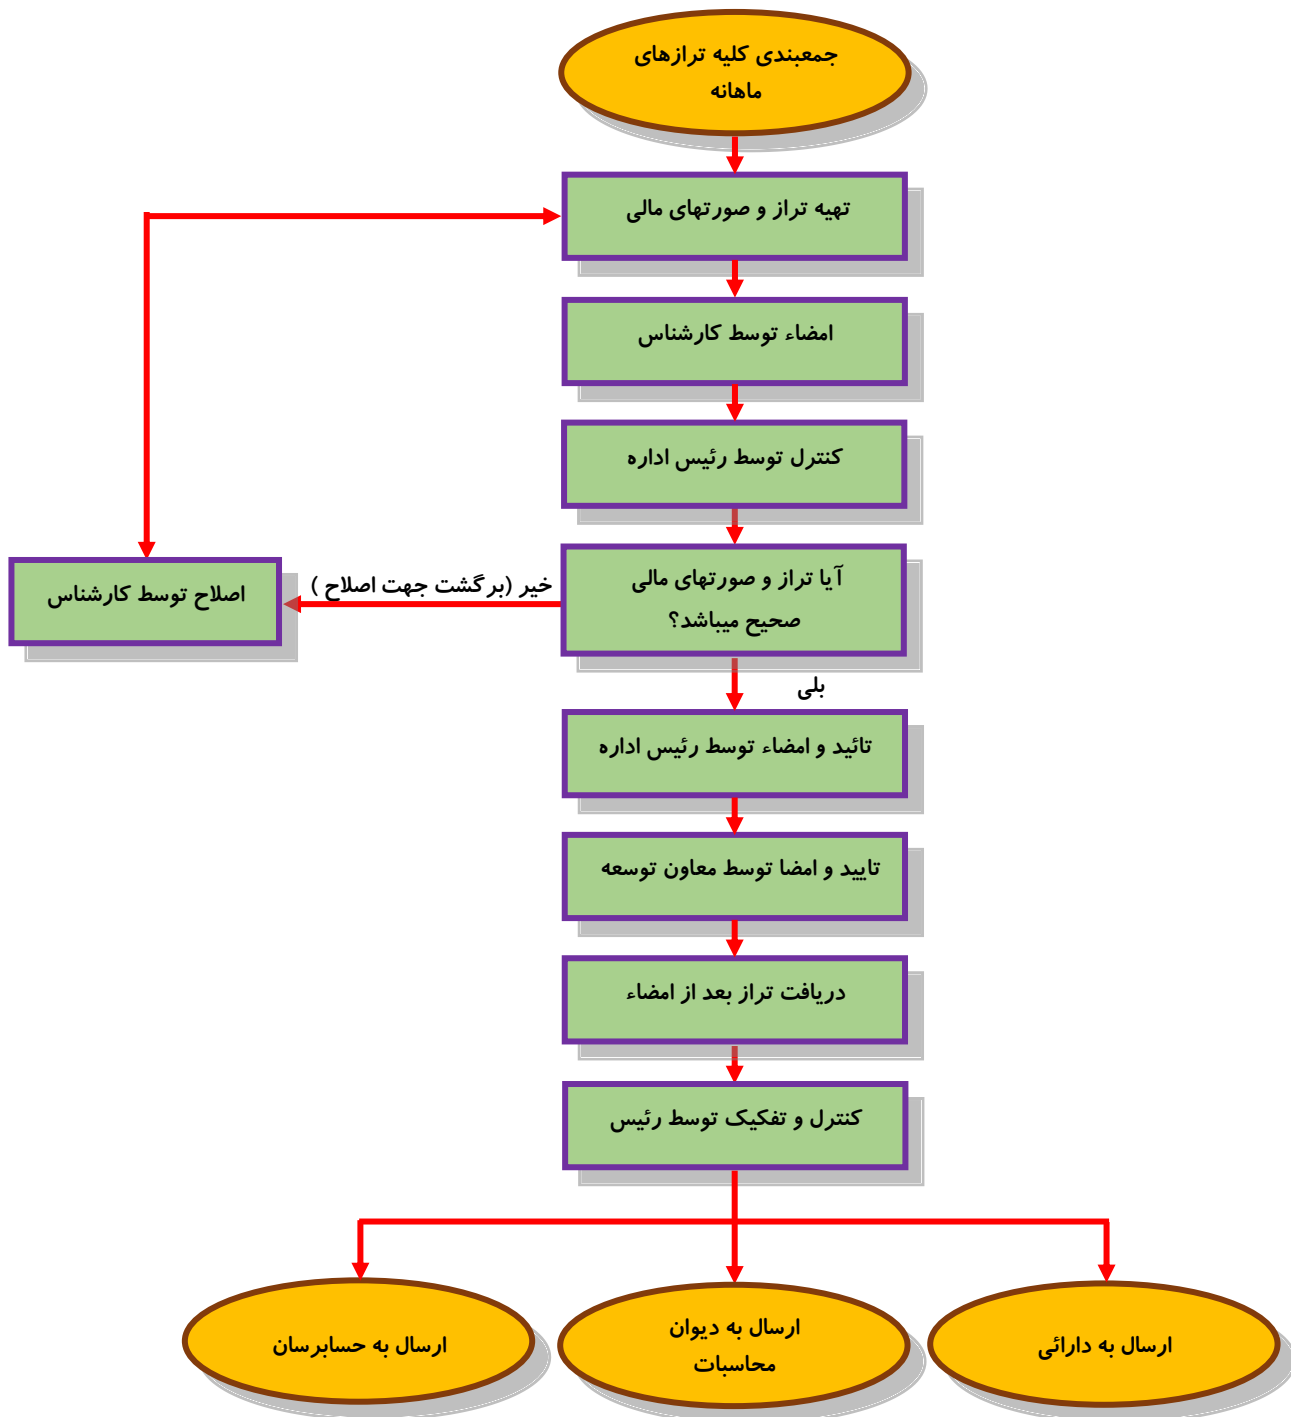 جمعبندی کلیه ترازهای
ماهانه
تهیه تراز و صورتهای مالی
امضاء توسط کارشناس
کنترل توسط رئیس اداره
آیا تراز و صورتهای مالی
صحیح میباشد؟
خیر (برگشت جهت اصلاح )
اصلاح توسط کارشناس
بلی
تائید و امضاء توسط رئیس اداره
تایید و امضا توسط معاون توسعه
دریافت تراز بعد از امضاء
کنترل و تفکیک توسط رئیس
ارسال به دارائی
ارسال به دیوان
محاسبات
ارسال به حسابرسان